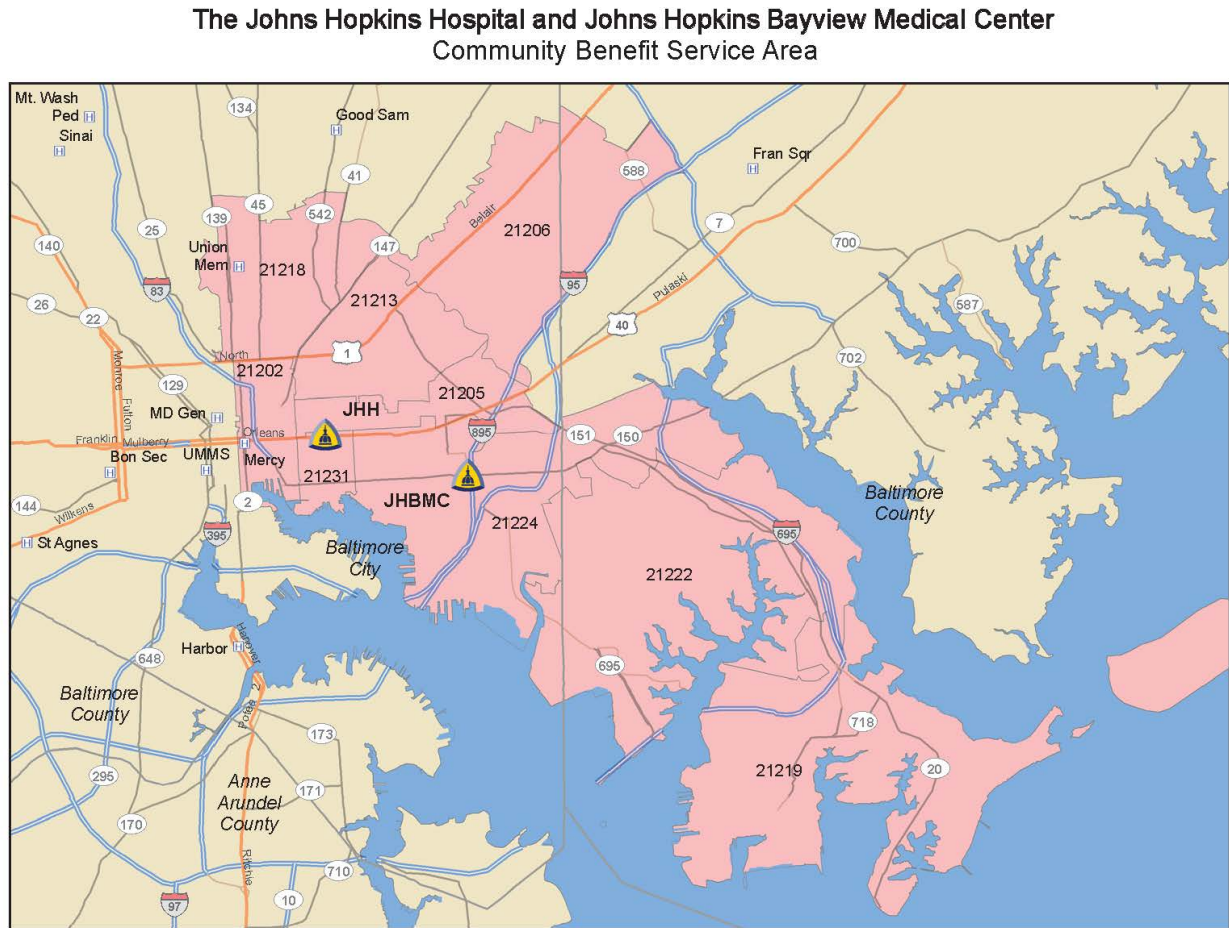 The Johns Hopkins Hospital and Johns Hopkins Bayview Medical Center
Community Benefit Service Area
Mt. Wash
Ped H
Sinai
H
134
Good Sam
H
41
588
Fran Sqr
H
139
45
542
7
25
147
Belair
21206
700
140
Union
Mem H
21218
83
21213
95
Pulaski
26
22
40
587
North
1
702
Monroe
21202
129
Fulton
21205
MD Gen H
JHH
895
151
150
Franklin
Mulberry
Orleans
H
Bon Sec
H
UMMS
H
Mercy
21231
JHBMC
144
Wilkens
2
21224
Baltimore
County
H St Agnes
395
Baltimore
City
695
21222
Harbor H
Hanover
648
695
Baltimore
County
Potee
2
173
718
295
21219
20
Anne
Arundel
County
171
170
Ritchie
710
97
10